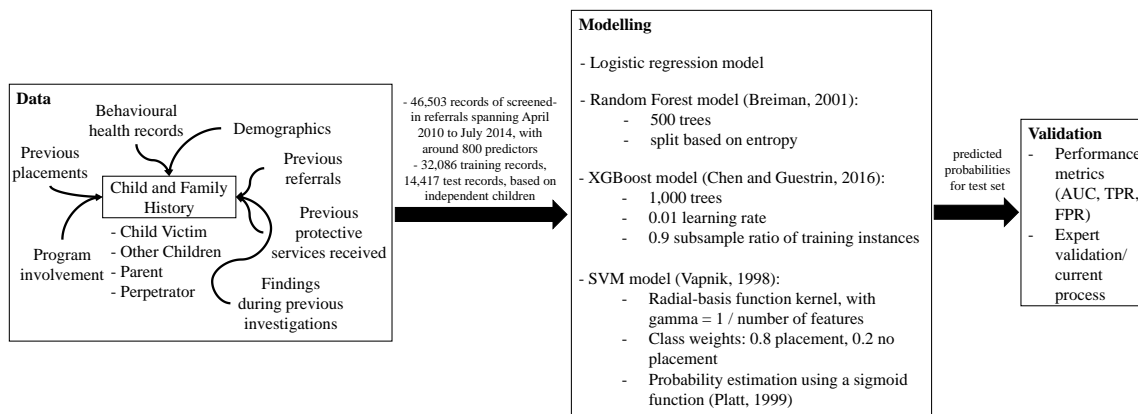 Data
Behavioural
health records
Demographics
Previous
placements
Previous
referrals
Child and Family
History
Previous
protective
services received
- Child Victim
- Other Children
- Parent
- Perpetrator
Program
involvement
Findings
during previous
investigations
- 46,503 records of screened-
in referrals spanning April
2010 to July 2014, with
around 800 predictors
- 32,086 training records,
14,417 test records, based on
independent children
Modelling
- Logistic regression model
- Random Forest model (Breiman, 2001):
- 500 trees
- split based on entropy
- XGBoost model (Chen and Guestrin, 2016):
- 1,000 trees
- 0.01 learning rate
- 0.9 subsample ratio of training instances
- SVM model (Vapnik, 1998):
- Radial-basis function kernel, with
gamma = 1 / number of features
- Class weights: 0.8 placement, 0.2 no
placement
- Probability estimation using a sigmoid
function (Platt, 1999)
predicted
probabilities
for test set
Validation
- Performance
metrics
(AUC, TPR,
FPR)
- Expert
validation/
current
process